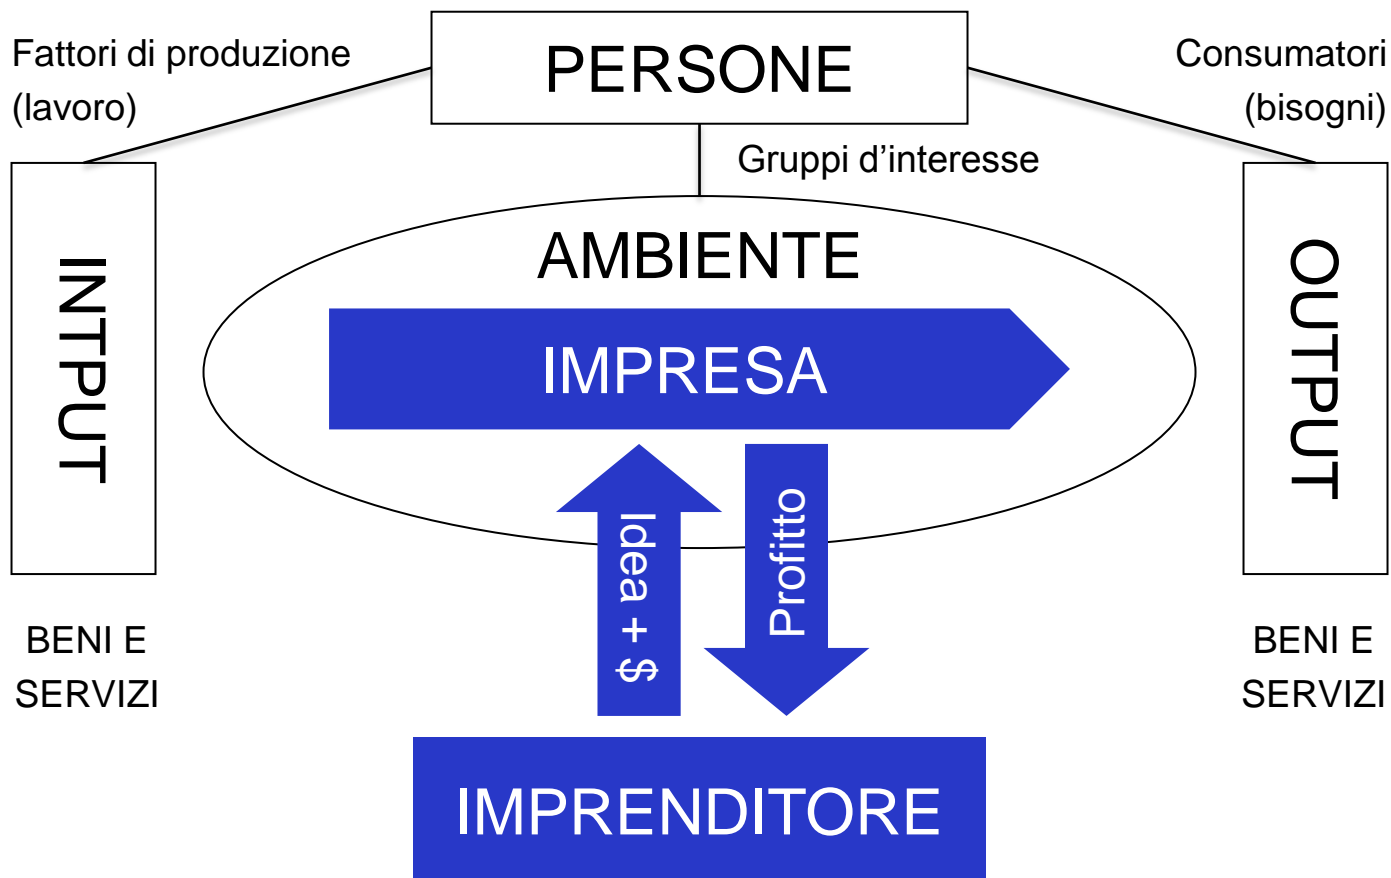 Fattori di produzione
(lavoro)
PERSONE
Consumatori
(bisogni)
Gruppi d’interesse
AMBIENTE
INTPUT
IMPRESA
OUTPUT
Idea + $
Profitto
BENI E
SERVIZI
BENI E
SERVIZI
IMPRENDITORE